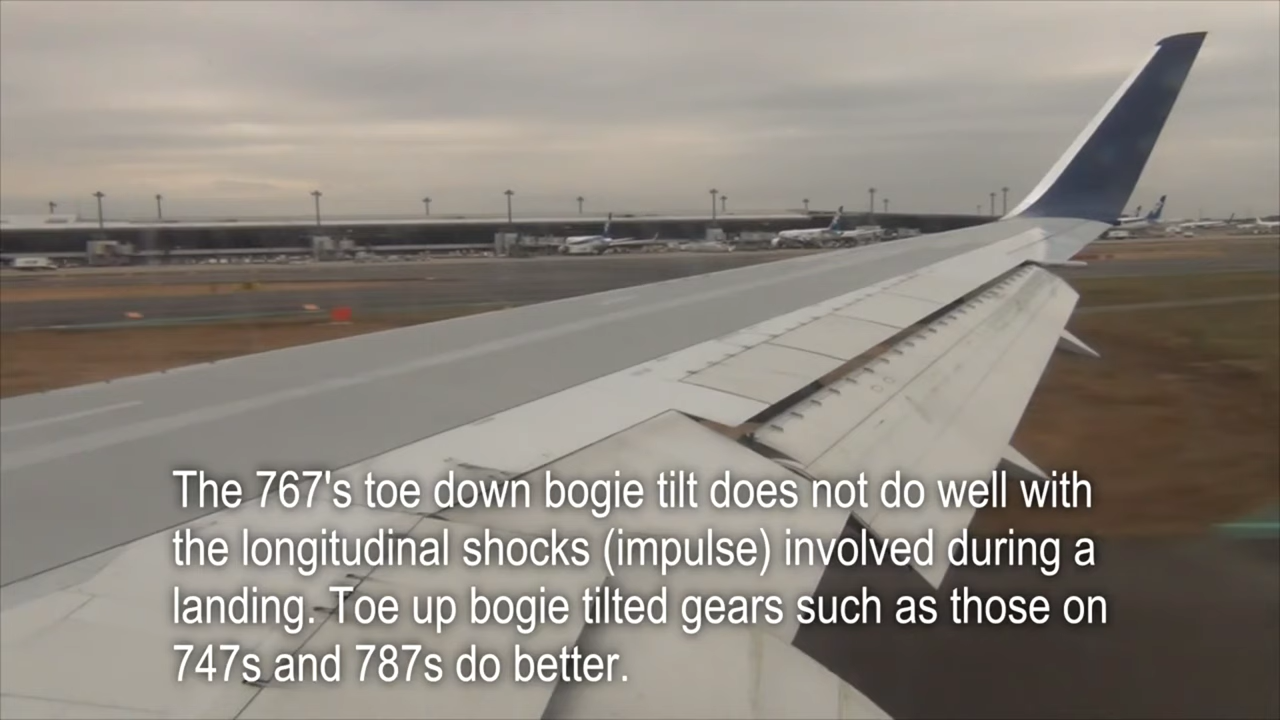 The 767's toe down bogie tilt does not do well with
the longitudinal shocks (impulse) involved during a
landing. Toe up bogie tilted gears such as those on
747s and 787s do better.